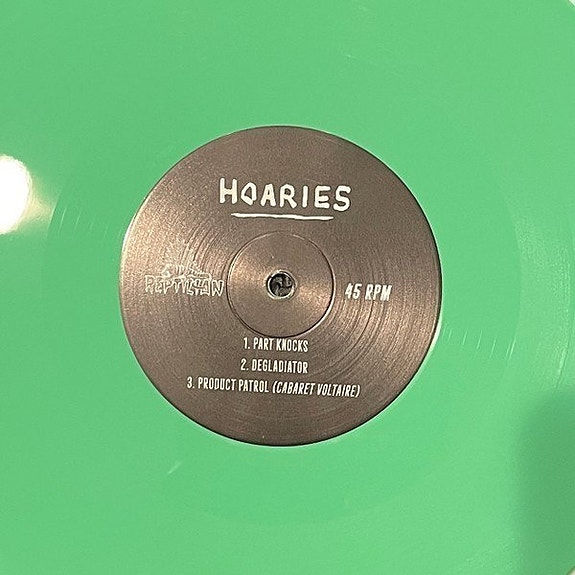 HOARIES
REPTILIAN
45 RPM
1. PART KNOCKS
2. DEGLADIATOR
3. PRODUCT PATROL (CABARET VOLTAIRE)